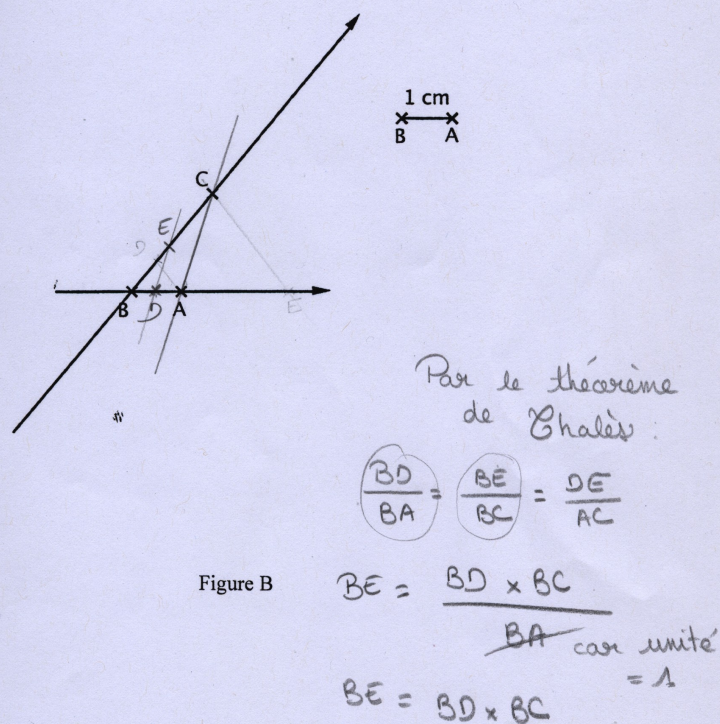 1 cm
B A
C
E
D
B D A E
Par le théorème
de Thalès :
BD/BA = BE/BC = DE/AC
Figure B
BE = BD × BC / BA car unité
= 1
BE = BD × BC